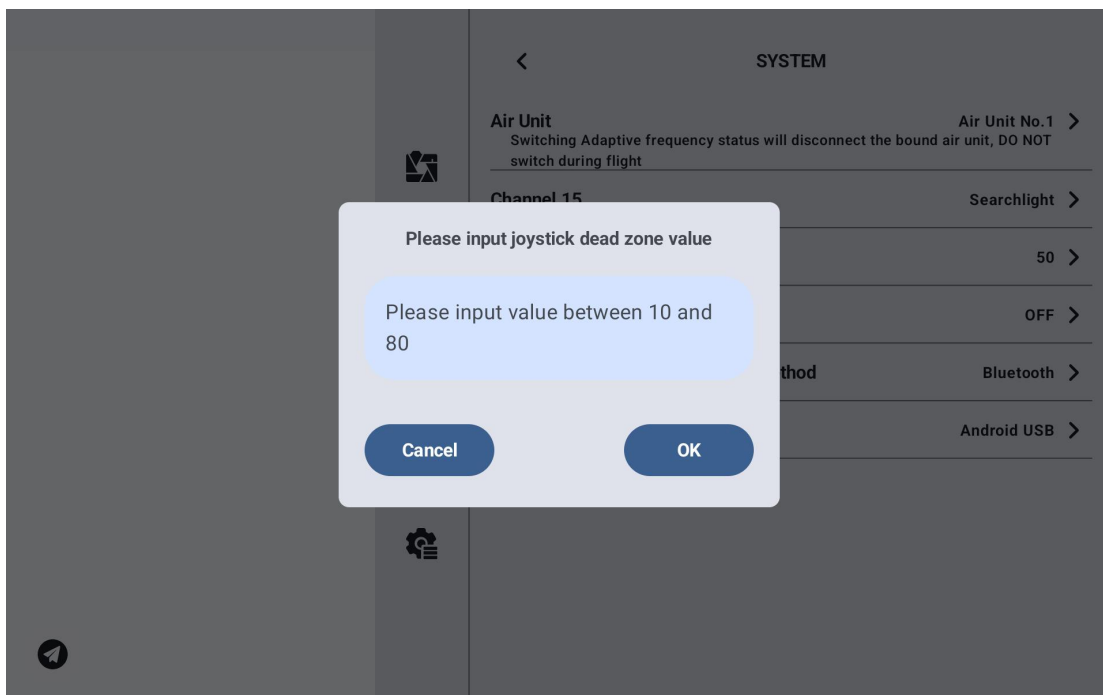 SYSTEM
Air Unit
Air Unit No.1
Switching Adaptive frequency status will disconnect the bound air unit, DO NOT
switch during flight
Channel 15
Searchlight
Please input joystick dead zone value
50
Please input value between 10 and
80
OFF
thod
Bluetooth
Cancel
OK
Android USB